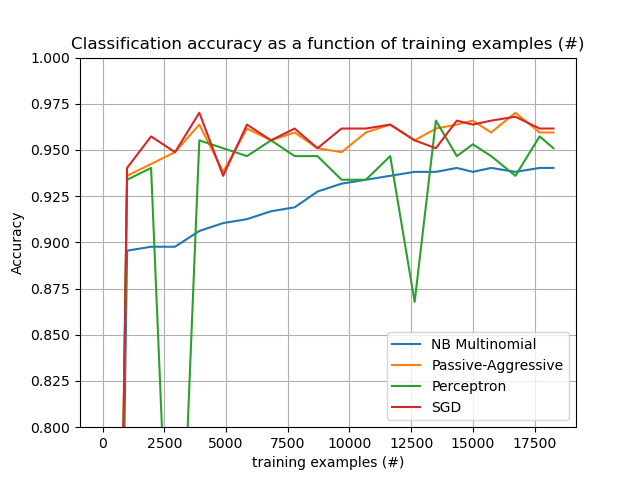 Classification accuracy as a function of training examples (#)
1.000
0.975
0.950
0.925
0.900
0.875
0.850
0.825
0.800
Accuracy
NB Multinomial
Passive-Aggressive
Perceptron
SGD
0 2500 5000 7500 10000 12500 15000 17500
training examples (#)